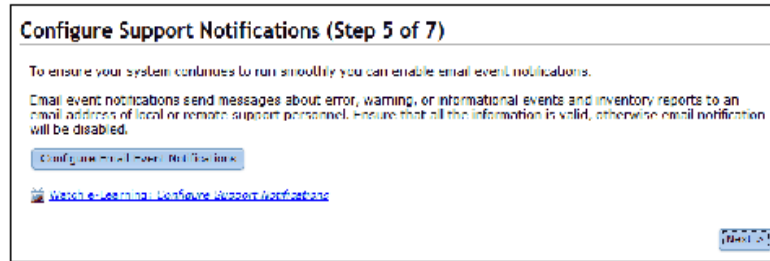 Configure Support Notifications (Step 5 of 7)
To ensure your system continues to run smoothly you can enable email event notifications.
Email event notifications send messages about error, warning, or informational events and inventory reports to an
email address of local or remote support personnel. Ensure that all the information is valid, otherwise email notification
will be disabled.
Configure Email Event Notifications
Watch e-Learning: Configure Support Notifications
Next >